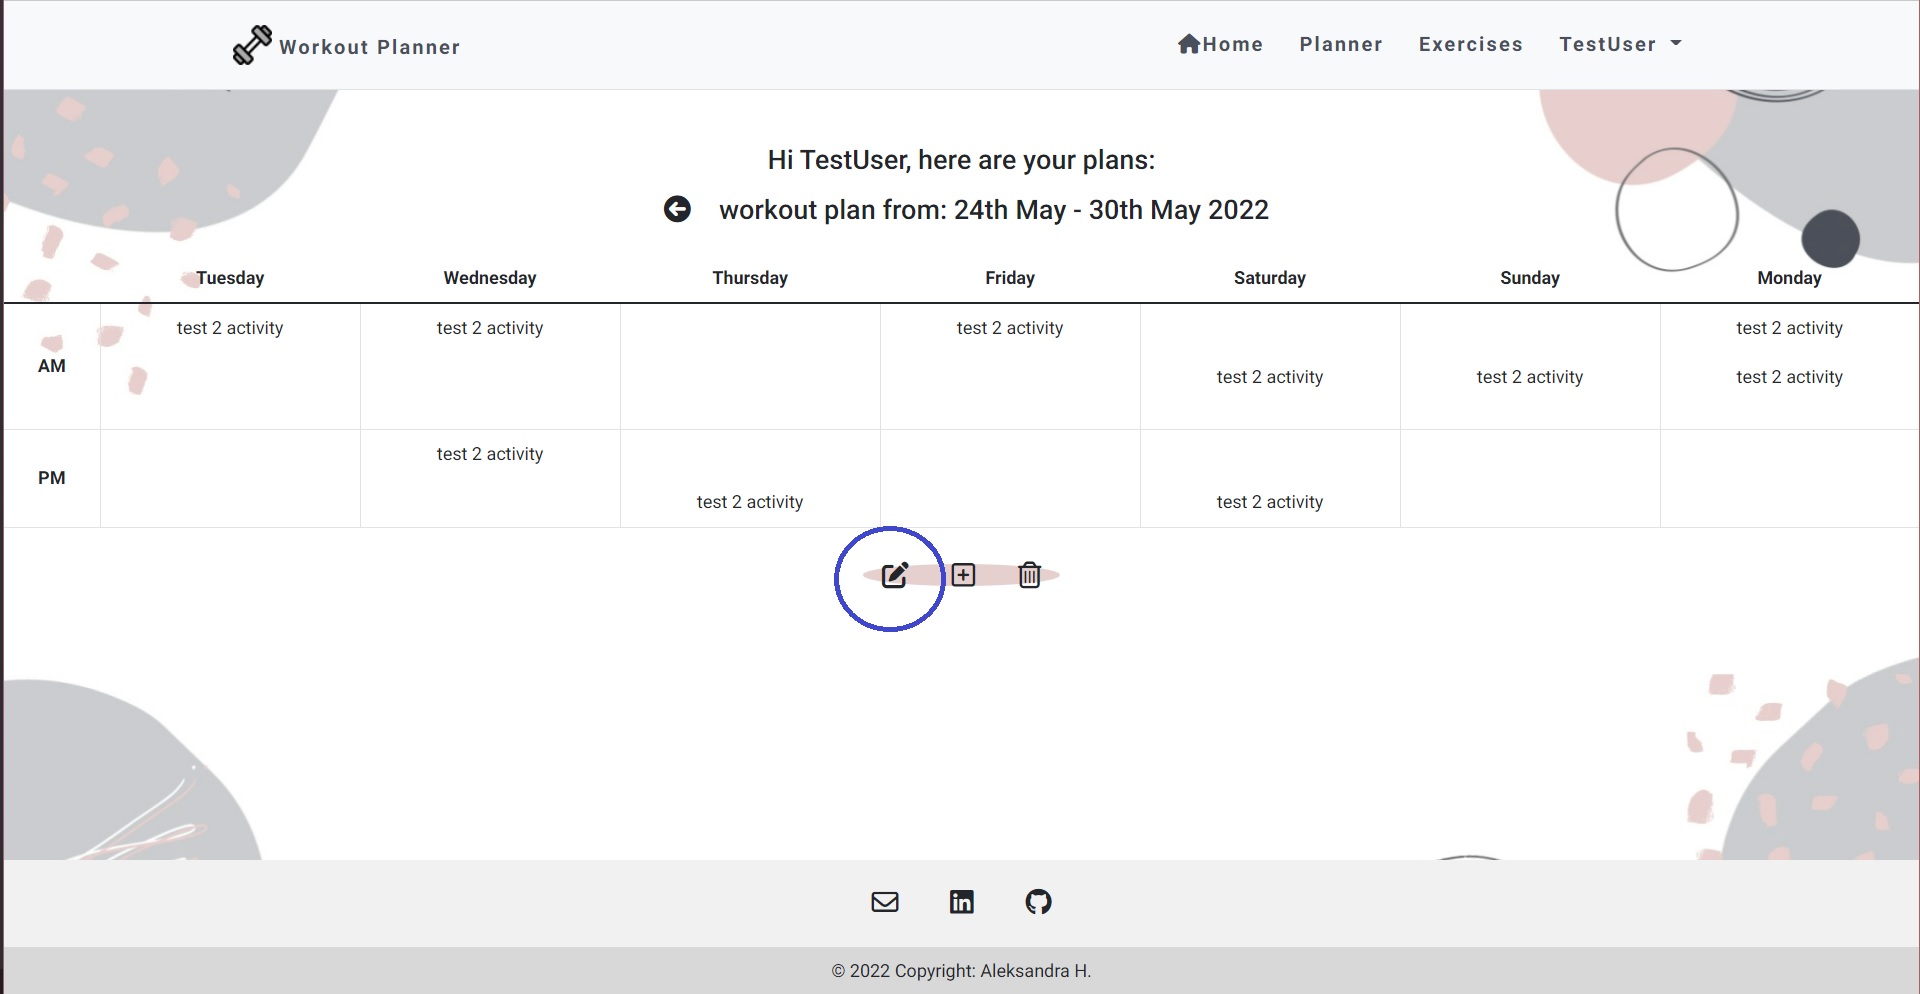 Workout Planner
Home Planner Exercises TestUser
Hi TestUser, here are your plans:
workout plan from: 24th May - 30th May 2022
Tuesday Wednesday Thursday Friday Saturday Sunday Monday
AM
test 2 activity test 2 activity test 2 activity test 2 activity
test 2 activity test 2 activity test 2 activity
PM
test 2 activity
test 2 activity test 2 activity
© 2022 Copyright: Aleksandra H.